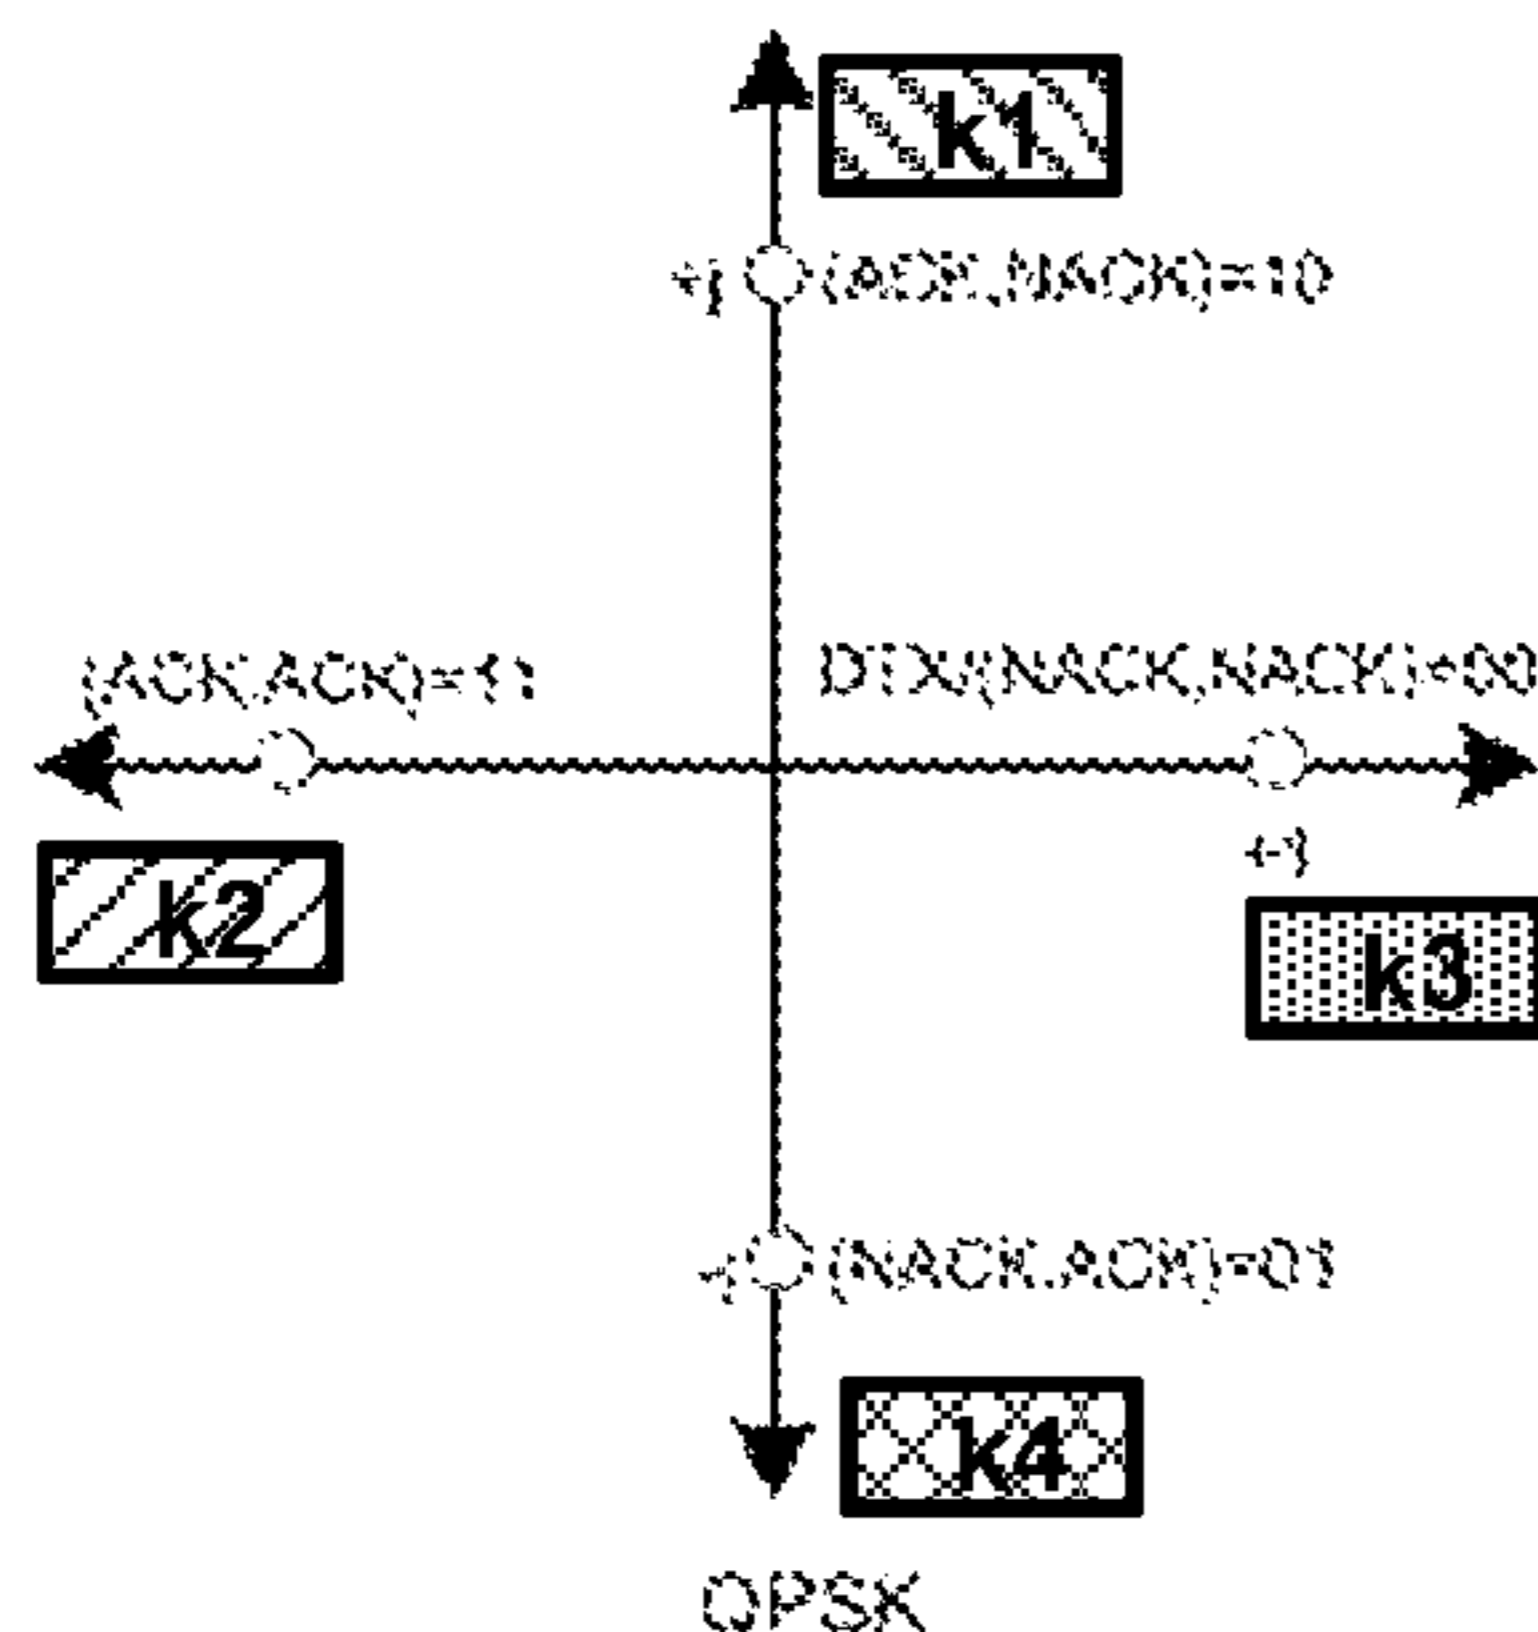 k1
+j (ACK,NACK)=10
(ACK,ACK)=11
DTX/(NACK,NACK)=00
k2
k3
-j (NACK,ACK)=01
k4
QPSK